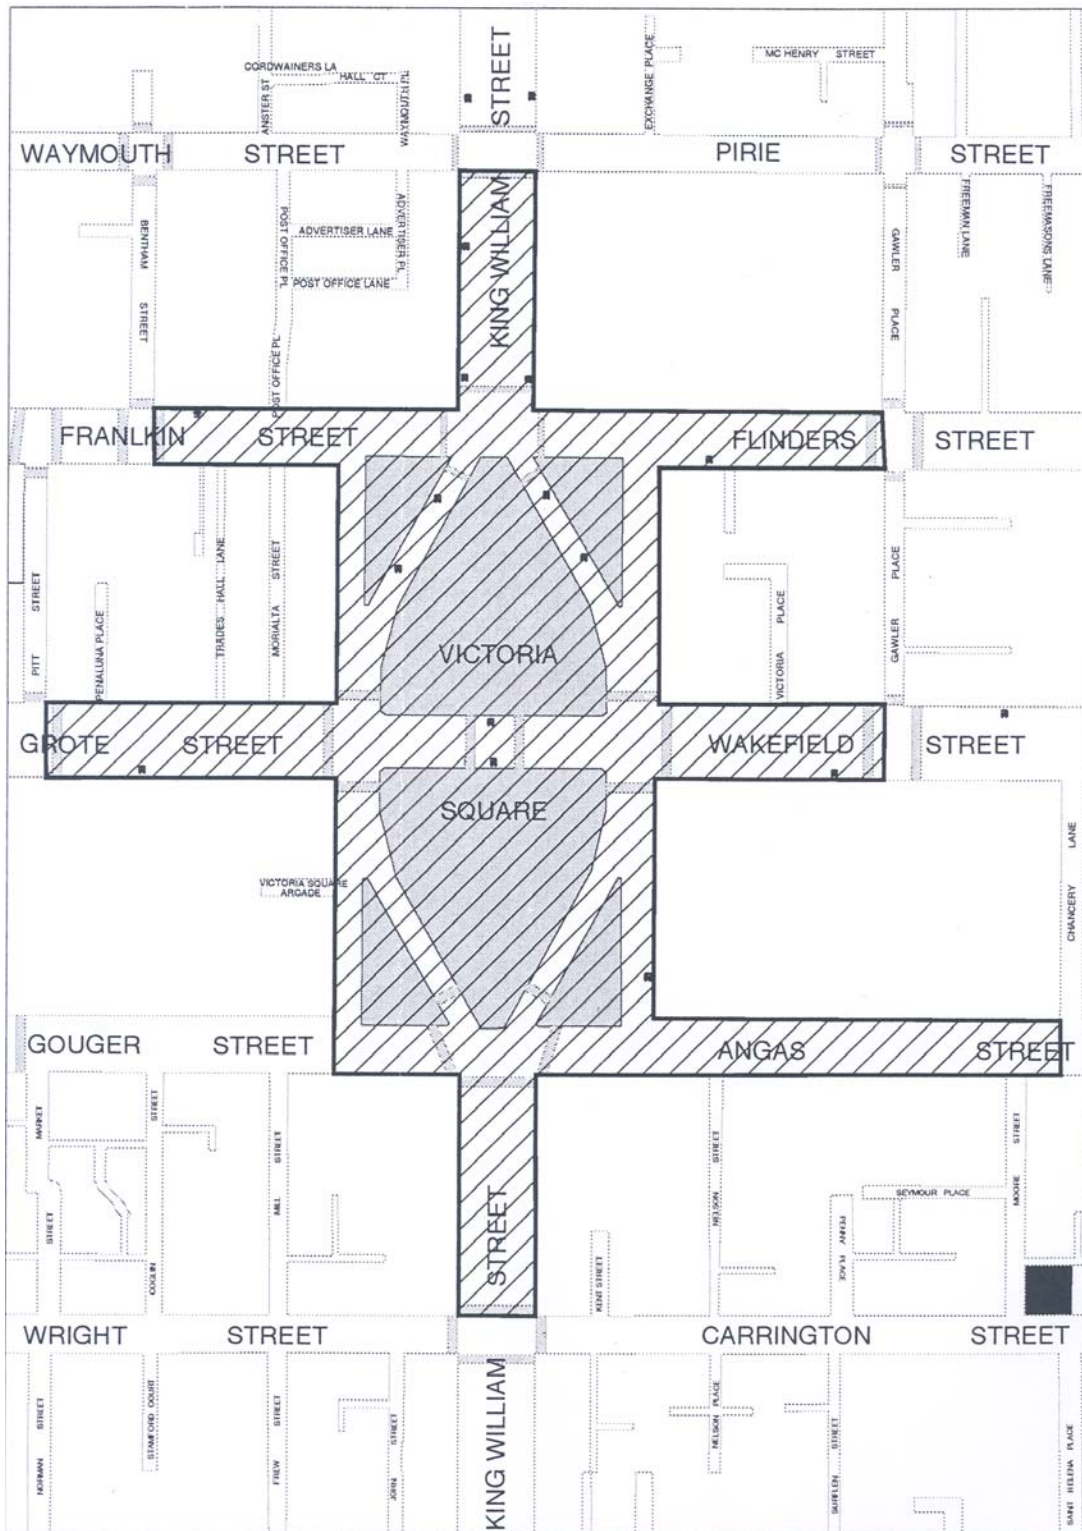 CORDWAINERS LA
HALL CT
ANSTER ST
WAYMOUTH PL
STREET
EXCHANGE PLACE
MC HENRY STREET
WAYMOUTH STREET
PIRIE STREET
BENTHAM STREET
POST OFFICE PL
ADVERTISER LANE
ADVERTISER PL
POST OFFICE LANE
POST OFFICE PL
KING WILLIAM
GAWLER PLACE
FREEMAN LANE
FREEMASONS LANE
FRANLKIN STREET
FLINDERS STREET
PITT STREET
PENALUNA PLACE
TRADES HALL LANE
MORIALTA STREET
VICTORIA
VICTORIA PLACE
GAWLER PLACE
GROTE STREET
WAKEFIELD STREET
SQUARE
CHANCERY LANE
VICTORIA SQUARE
ARCADE
GOUGER STREET
ANGAS STREET
MARKET STREET
STREET
MILL STREET
STREET
NELSON STREET
MOORE STREET
SEYMOUR PLACE
PENNY PLACE
KENT STREET
WRIGHT STREET
CARRINGTON STREET
NORMAN STREET
STAMFORD COURT
FREW STREET
JOHN STREET
KING WILLIAM
NELSON PLACE
SURFLEN STREET
SAINT HELENA PLACE